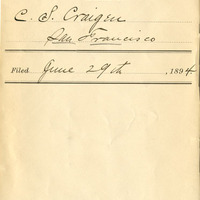 C. S. Craigen
San Francisco
Filed June 29th , 1894